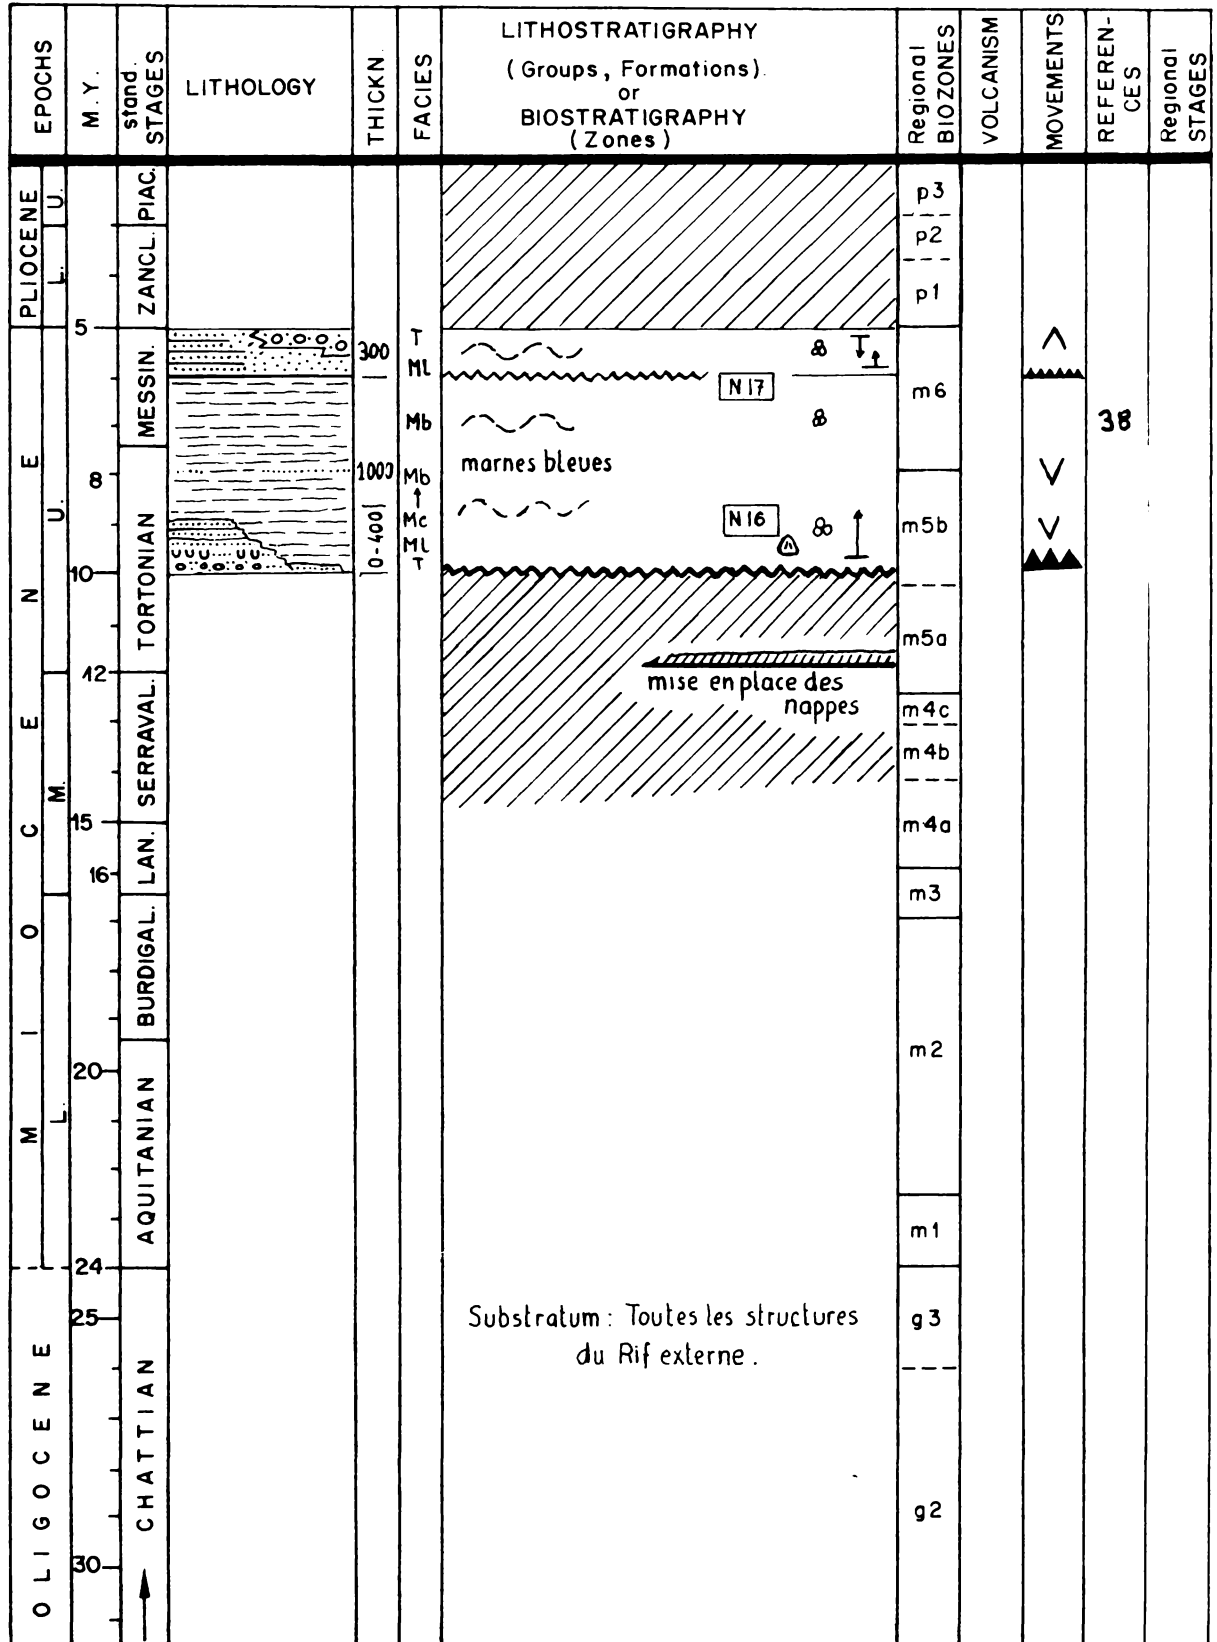 EPOCHS
M.Y.
stand. STAGES
LITHOLOGY
THICKN.
FACIES
LITHOSTRATIGRAPHY
(Groups, Formations).
or
BIOSTRATIGRAPHY
(Zones)
Regional BIOZONES
VOLCANISM
MOVEMENTS
REFEREN-
CES
Regional STAGES
PLIOCENE
U.
L.
PIAC.
ZANCL.
p3
p2
p1
5
MIOCENE
U.
M.
L.
MESSIN.
300
T
Ml
N17
m6
Mb
38
marnes bleues
8
1000
Mb
TORTONIAN
0-400
Mc
Ml
T
N16
m5b
10
m5a
12
mise en place des
nappes
SERRAVAL.
m4c
m4b
15
m4a
LAN.
16
m3
BURDIGAL.
m2
20
AQUITANIAN
m1
24
OLIGOCENE
CHATTIAN
25
Substratum : Toutes les structures
du Rif externe.
g3
g2
30